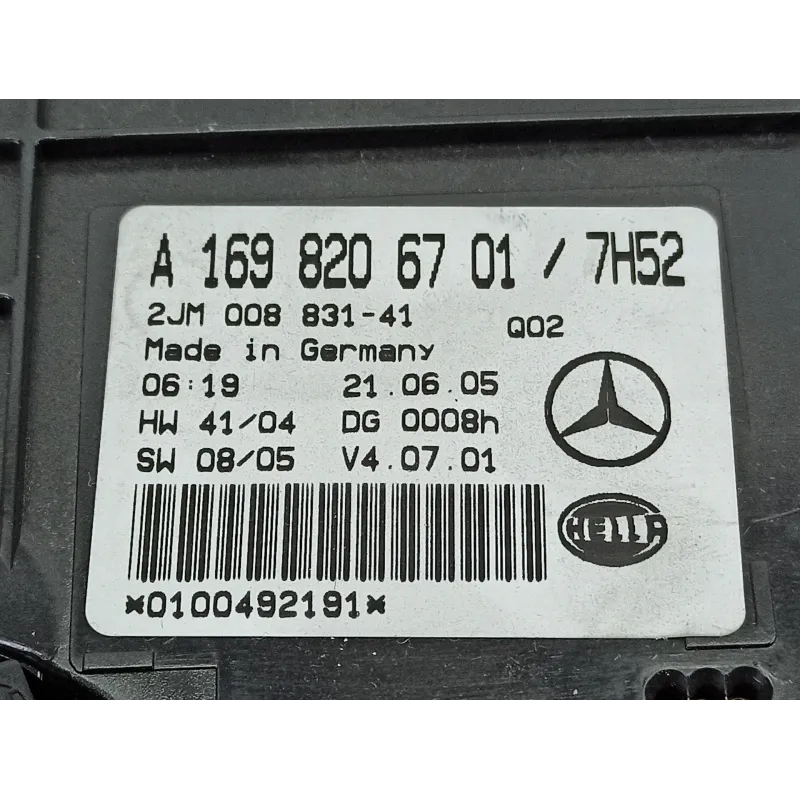 A 169 820 67 01 / 7H52
2JM 008 831-41 Q02
Made in Germany
06:19 21.06.05
HW 41/04 DG 0008h
SW 08/05 V4.07.01
HELLA
*0100492191*